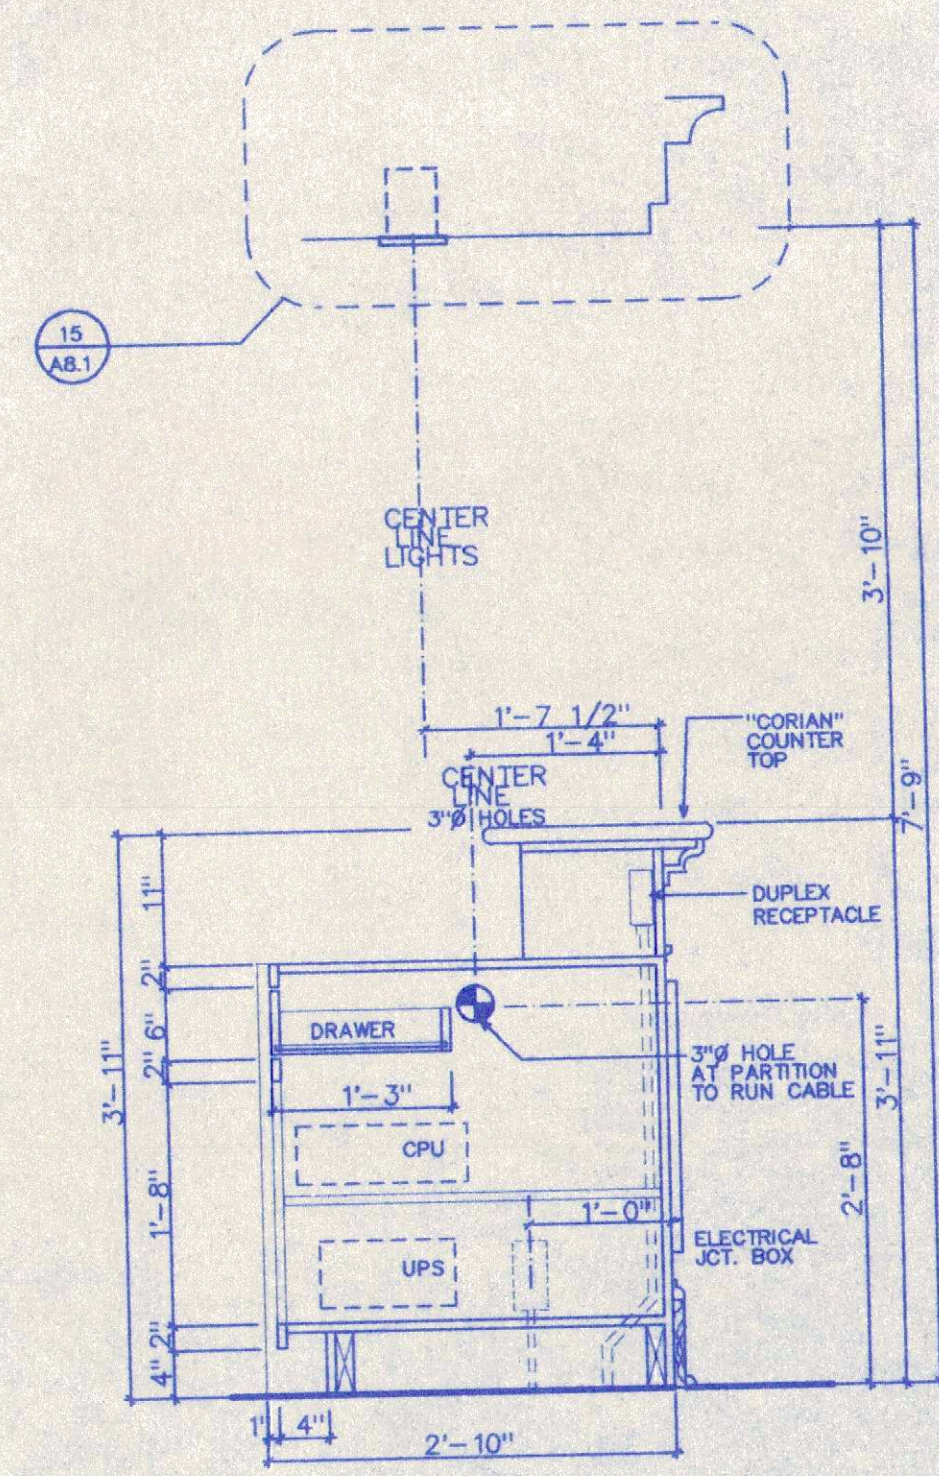 15
A8.1
CENTER
LINE
LIGHTS
3'-10"
7'-9"
1'-7 1/2"
1'-4"
"CORIAN"
COUNTER
TOP
CENTER
LINE
3"Ø HOLES
11"
DUPLEX
RECEPTACLE
2"
6"
2"
3'-11"
DRAWER
1'-3"
3"Ø HOLE
AT PARTITION
TO RUN CABLE
3'-11"
CPU
2'-8"
1'-8"
1'-0"
ELECTRICAL
JCT. BOX
UPS
2"
4"
1"
4"
2'-10"